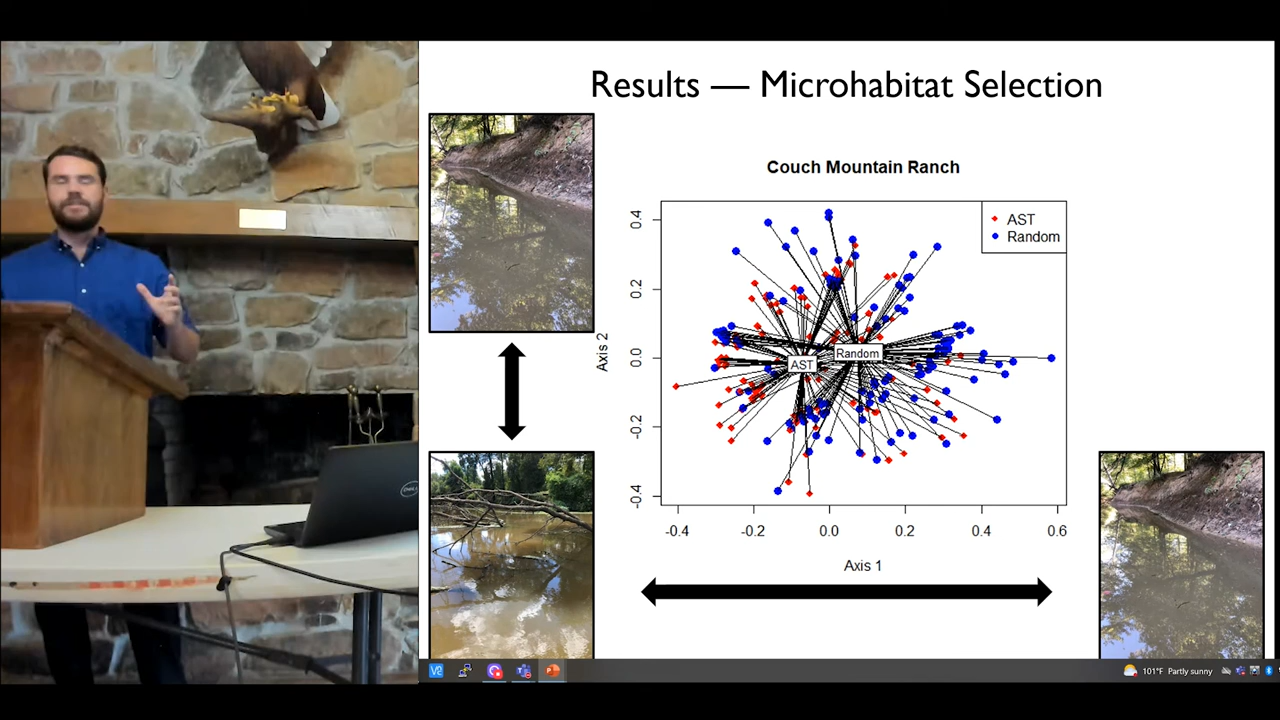 Results — Microhabitat Selection
Couch Mountain Ranch
AST
Random
Axis 2
0.4
0.2
0.0
-0.2
-0.4
AST
Random
-0.4
-0.2
0.0
0.2
0.4
0.6
Axis 1
DELL
101°F Partly sunny